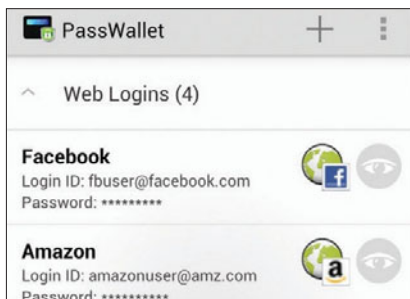 PassWallet
Web Logins (4)
Facebook
Login ID: fbuser@facebook.com
Password: *********
Amazon
Login ID: amazonuser@amz.com
Password: *********